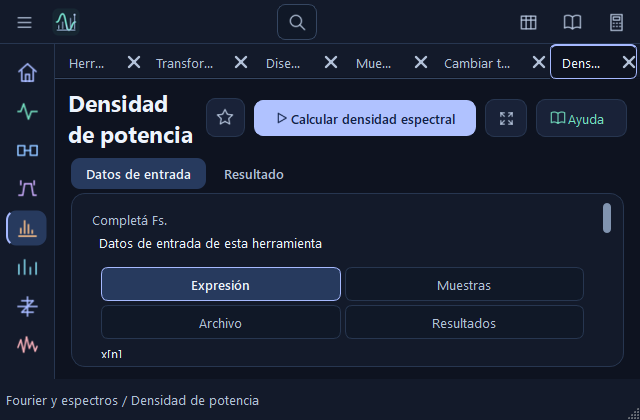 Herr...
Transfor...
Dise...
Mue...
Cambiar t...
Dens...
Densidad
de potencia
Calcular densidad espectral
Ayuda
Datos de entrada
Resultado
Completá Fs.
Datos de entrada de esta herramienta
Expresión
Muestras
Archivo
Resultados
x[n]
Fourier y espectros / Densidad de potencia